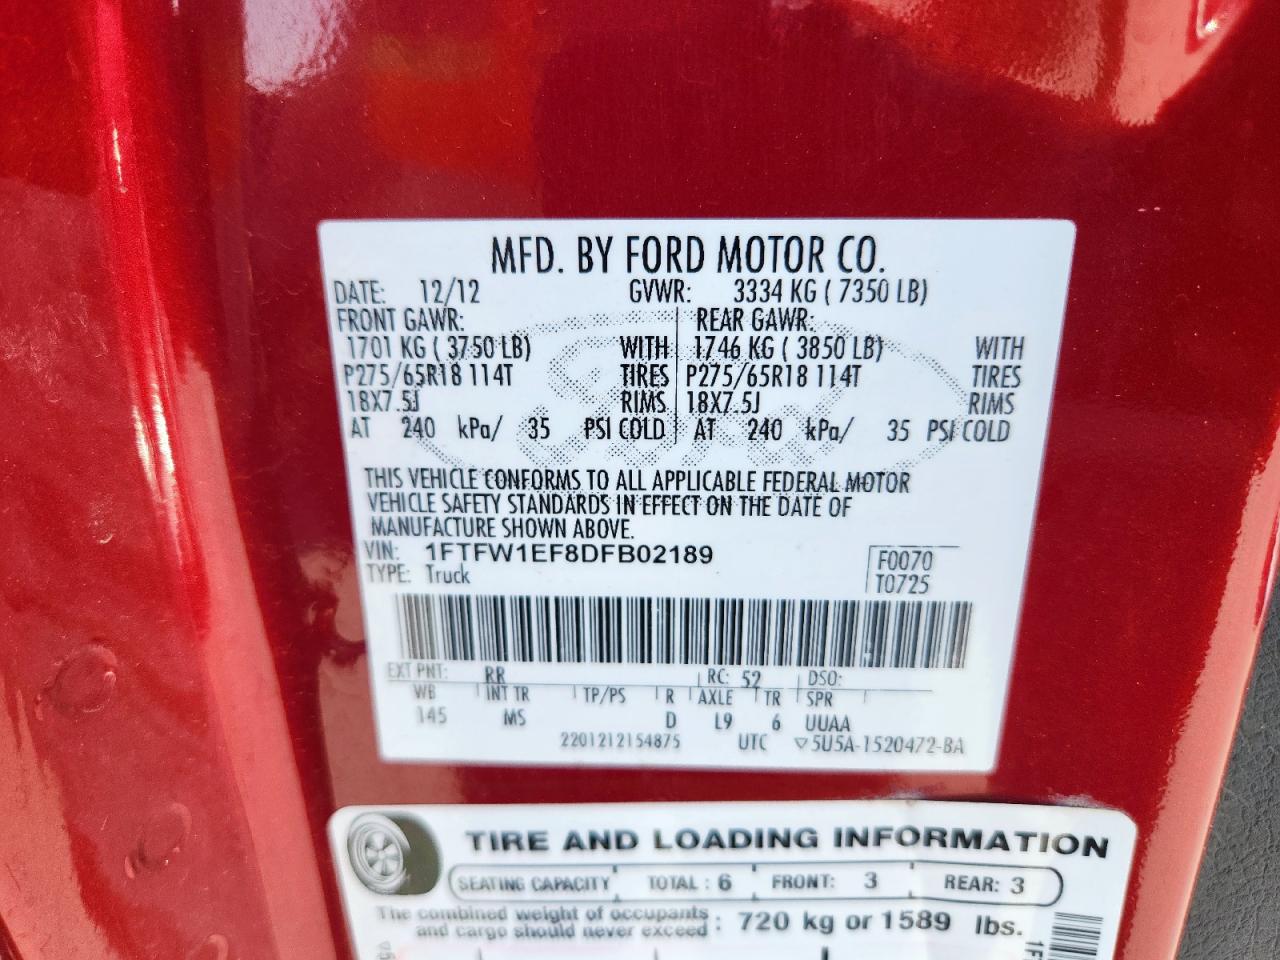 MFD. BY FORD MOTOR CO.
DATE: 12/12 GVWR: 3334 KG ( 7350 LB)
FRONT GAWR: REAR GAWR:
1701 KG ( 3750 LB) WITH 1746 KG ( 3850 LB) WITH
P275/65R18 114T TIRES P275/65R18 114T TIRES
18X7.5J RIMS 18X7.5J RIMS
AT 240 kPa/ 35 PSI COLD AT 240 kPa/ 35 PSI COLD
THIS VEHICLE CONFORMS TO ALL APPLICABLE FEDERAL MOTOR
VEHICLE SAFETY STANDARDS IN EFFECT ON THE DATE OF
MANUFACTURE SHOWN ABOVE.
VIN: 1FTFW1EF8DFB02189 F0070
TYPE: Truck T0725
EXT PNT: RR RC: 52 DSO:
WB INT TR TP/PS R AXLE TR SPR
145 MS D L9 6 UUAA
2201212154875 UTC ▽5U5A-1520472-BA
TIRE AND LOADING INFORMATION
SEATING CAPACITY TOTAL : 6 FRONT: 3 REAR: 3
The combined weight of occupants
and cargo should never exceed : 720 kg or 1589 lbs.